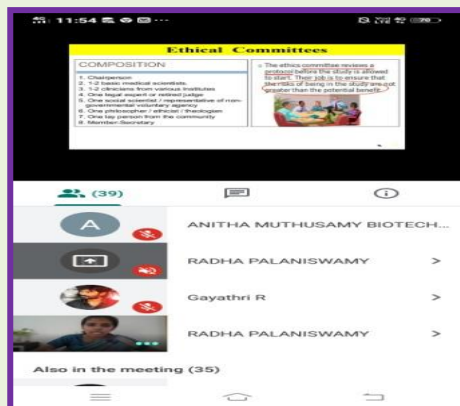 11:54
Ethical Committees
COMPOSITION
1. Chairperson
2. 1-2 basic medical scientists.
3. 1-2 clinicians from various Institutes
4. One legal expert or retired judge
5. One social scientist / representative of non-
governmental voluntary agency
6. One philosopher / ethicist / theologian
7. One lay person from the community
8. Member-Secretary
The ethics committee reviews a
protocol before the study is allowed
to start. Their job is to ensure that
the risks of being in the study are not
greater than the potential benefit.
(39)
A
ANITHA MUTHUSAMY BIOTECH...
RADHA PALANISWAMY
Gayathri R
RADHA PALANISWAMY
Also in the meeting (35)